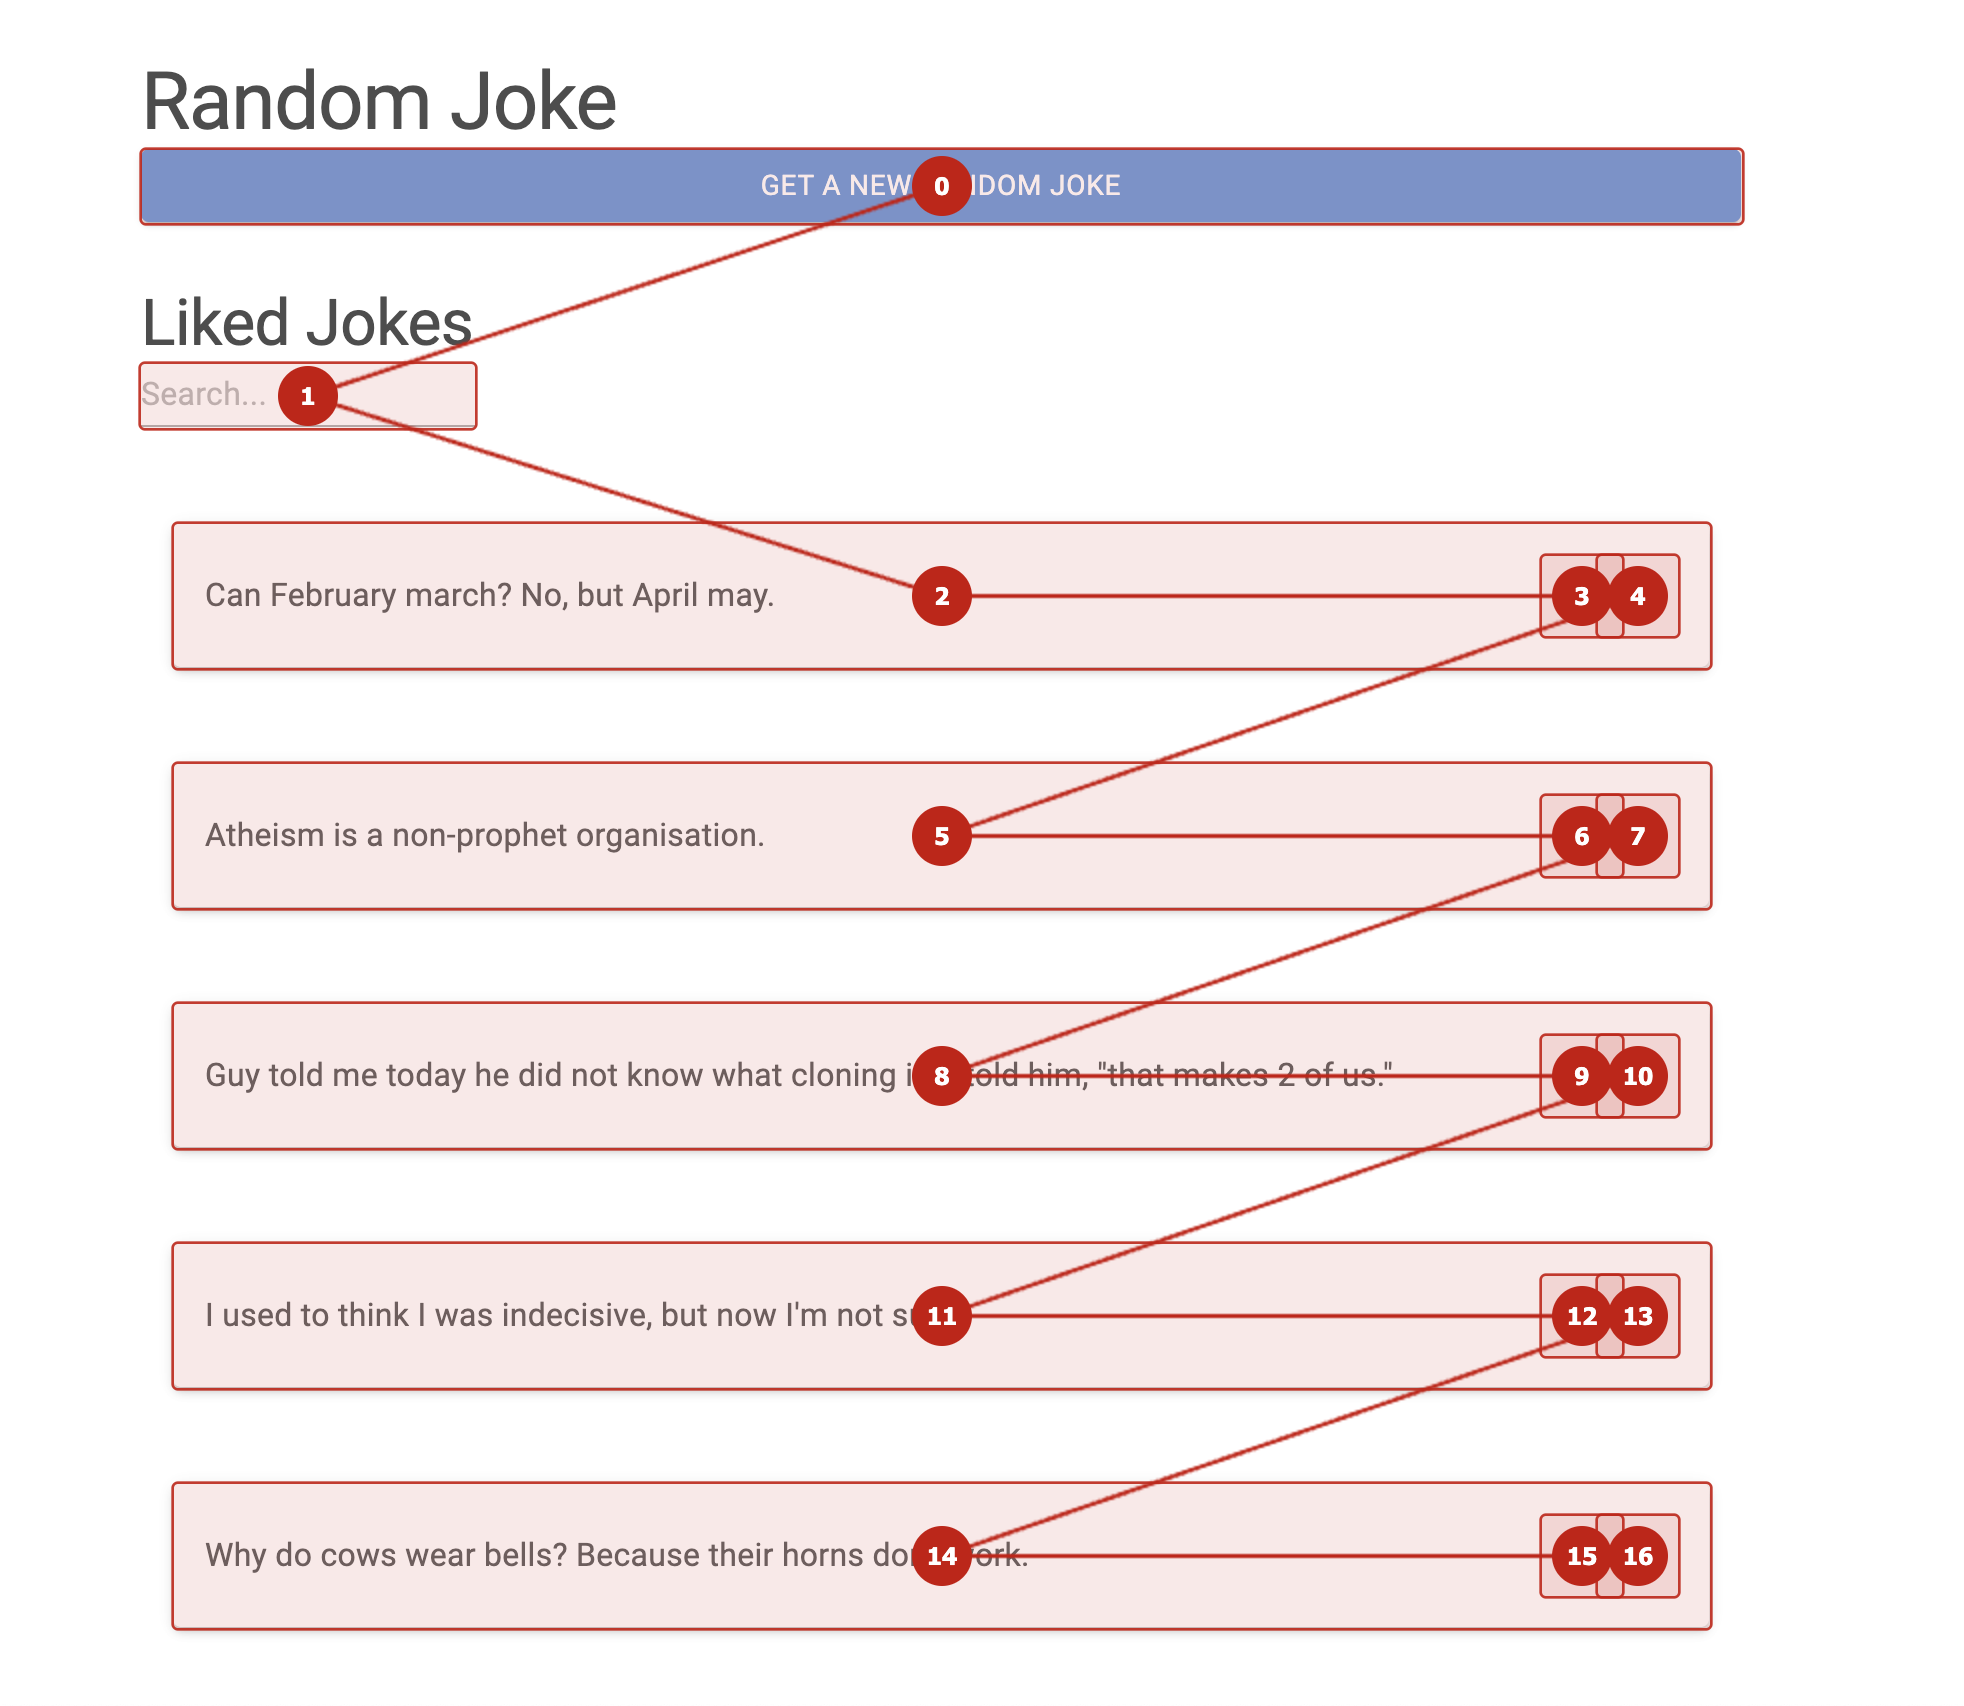 Random Joke
GET A NEW NDOM JOKE
0
Liked Jokes
Search...
1
Can February march? No, but April may.
2
3
4
Atheism is a non-prophet organisation.
5
6
7
Guy told me today he did not know what cloning i told him, "that makes 2 of us."
8
9
10
I used to think I was indecisive, but now I'm not s
11
12
13
Why do cows wear bells? Because their horns do ork.
14
15
16